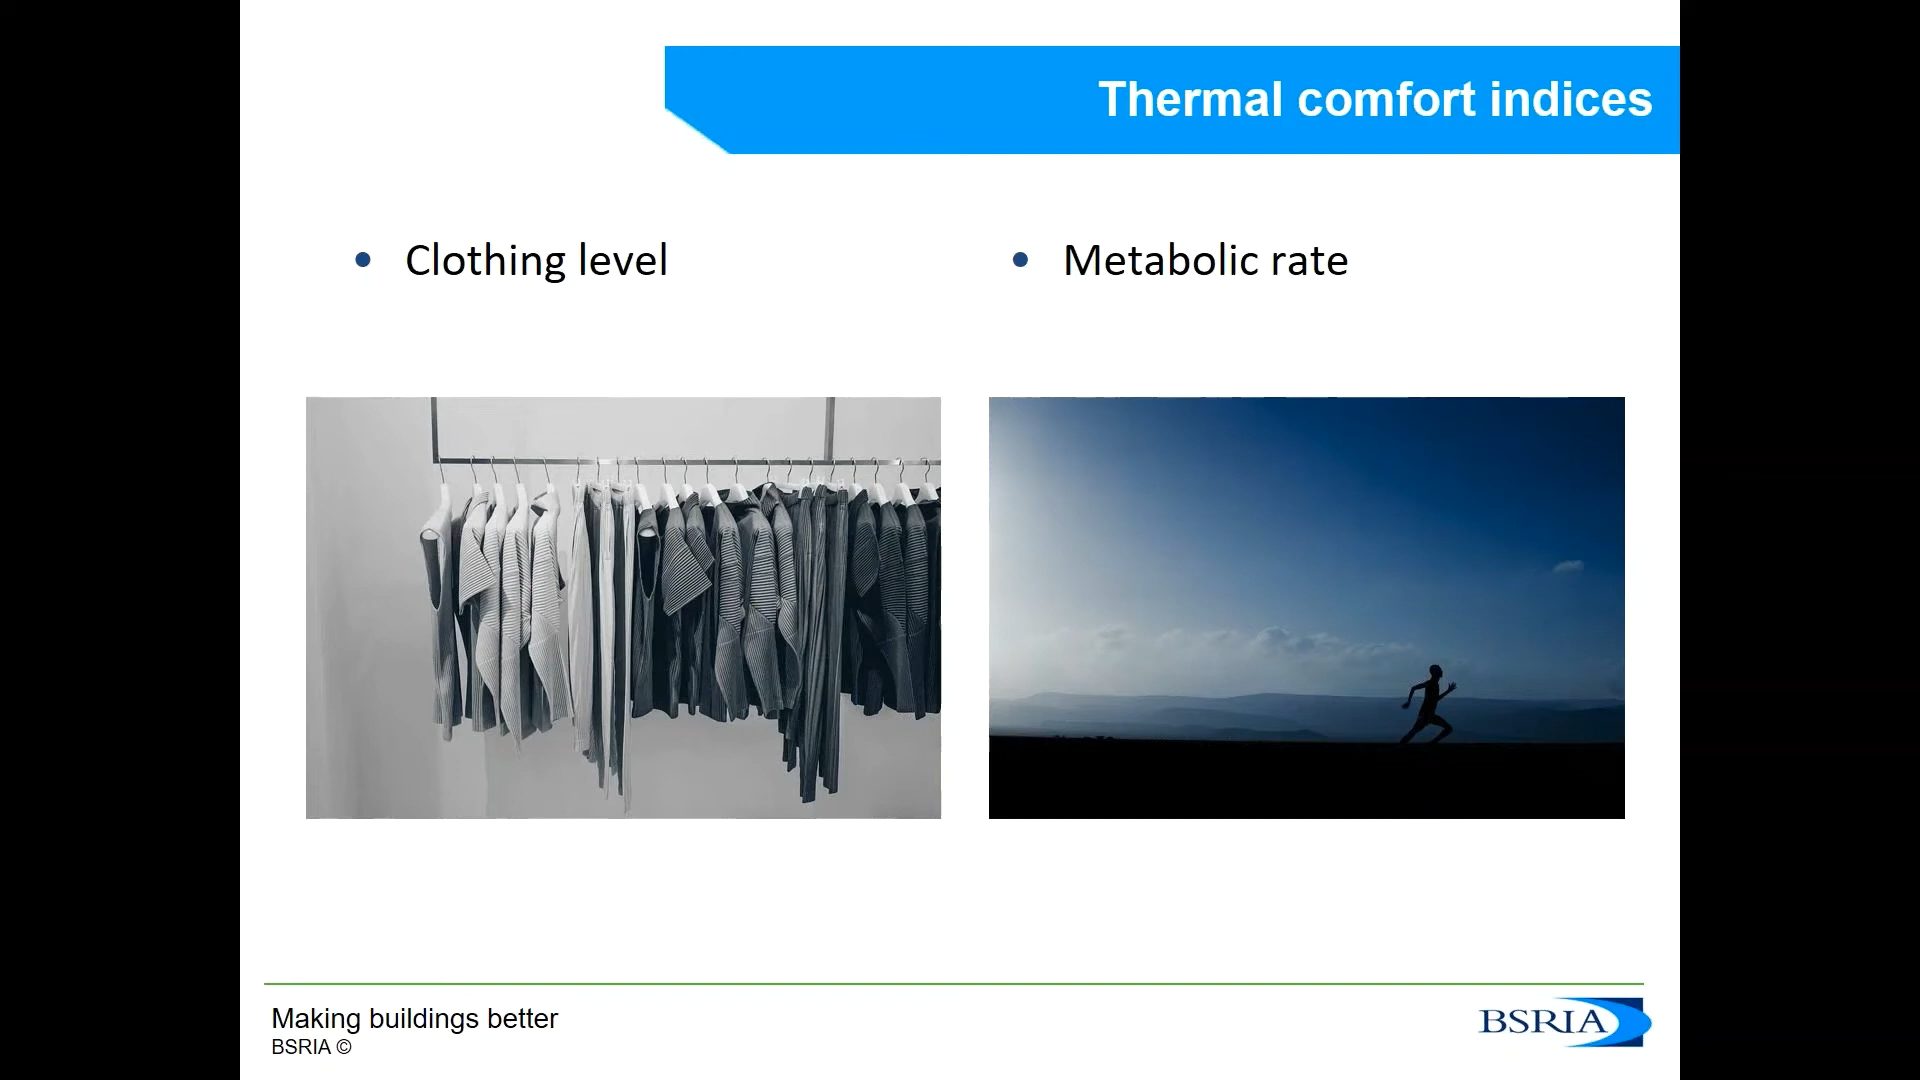 Thermal comfort indices
• Clothing level
• Metabolic rate
Making buildings better
BSRIA ©
BSRIA